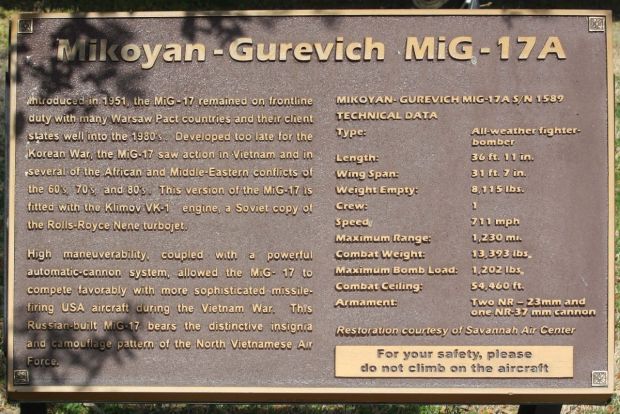 Mikoyan - Gurevich MiG - 17A
Introduced in 1951, the MiG - 17 remained on frontline
duty with many Warsaw Pact countries and their client
states well into the 1980's. Developed too late for the
Korean War, the MiG-17 saw action in Vietnam and in
several of the African and Middle-Eastern conflicts of
the 60's, 70's, and 80's. This version of the MiG-17 is
fitted with the Klimov VK-1 engine, a Soviet copy of
the Rolls-Royce Nene turbojet.
High maneuverability, coupled with a powerful
automatic-cannon system, allowed the MiG- 17 to
compete favorably with more sophisticated missile-
firing USA aircraft during the Vietnam War. This
Russian-built MiG-17 bears the distinctive insignia
and camouflage pattern of the North Vietnamese Air
Force.
MIKOYAN- GUREVICH MIG-17A S/N 1589
TECHNICAL DATA
Type: All-weather fighter-
bomber
Length: 36 ft. 11 in.
Wing Span: 31 ft. 7 in.
Weight Empty: 8,115 lbs.
Crew: 1
Speed: 711 mph
Maximum Range: 1,230 mi.
Combat Weight: 13,393 lbs.
Maximum Bomb Load: 1,202 lbs.
Combat Ceiling: 54,460 ft.
Armament: Two NR – 23mm and
one NR-37 mm cannon
Restoration courtesy of Savannah Air Center
For your safety, please
do not climb on the aircraft